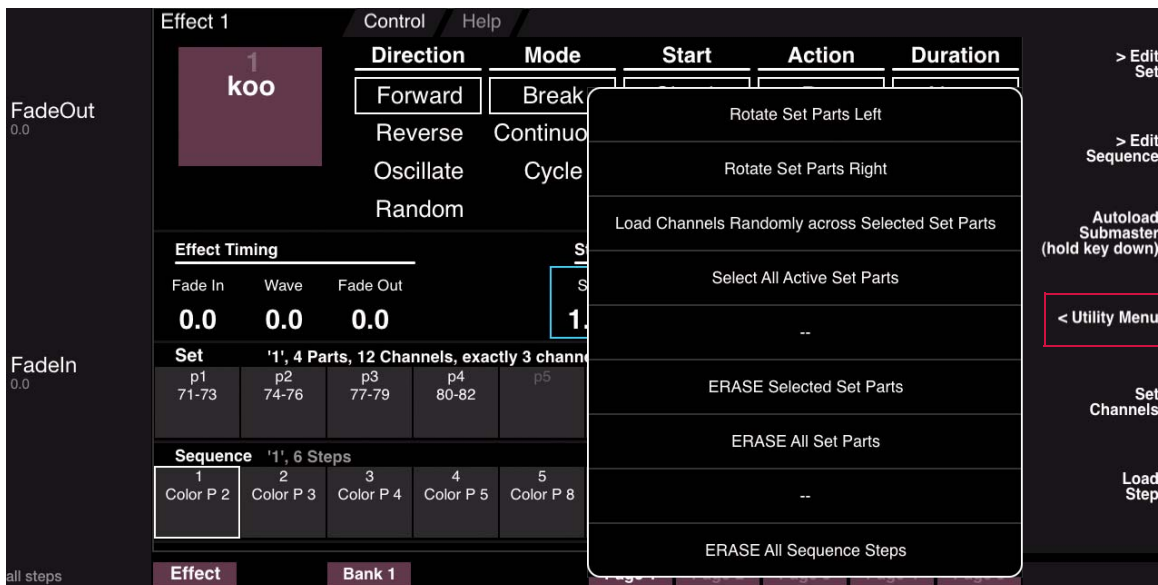 Effect 1
Control
Help
1
koo
Direction
Mode
Start
Action
Duration
Forward
Break
Reverse
Continuo
Oscillate
Cycle
Random
FadeOut
0.0
Effect Timing
Fade In
Wave
Fade Out
0.0
0.0
0.0
1.
FadeIn
0.0
Set
'1', 4 Parts, 12 Channels, exactly 3 channe
p1
71-73
p2
74-76
p3
77-79
p4
80-82
p5
Sequence
'1', 6 Steps
1
Color P 2
2
Color P 3
3
Color P 4
4
Color P 5
5
Color P 8
all steps
Effect
Bank 1
Rotate Set Parts Left
Rotate Set Parts Right
Load Channels Randomly across Selected Set Parts
Select All Active Set Parts
--
ERASE Selected Set Parts
ERASE All Set Parts
--
ERASE All Sequence Steps
> Edit
Set
> Edit
Sequence
Autoload
Submaster
(hold key down)
< Utility Menu
Set
Channels
Load
Step